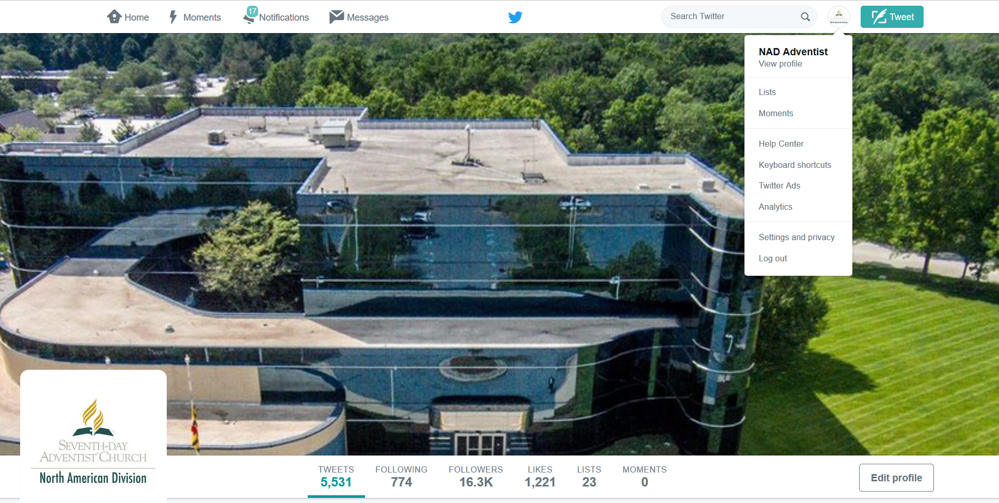 Home
Moments
17
Notifications
Messages
Search Twitter
Tweet
NAD Adventist
View profile
Lists
Moments
Help Center
Keyboard shortcuts
Twitter Ads
Analytics
Settings and privacy
Log out
SEVENTH-DAY
ADVENTIST® CHURCH
North American Division
TWEETS
5,531
FOLLOWING
774
FOLLOWERS
16.3K
LIKES
1,221
LISTS
23
MOMENTS
0
Edit profile